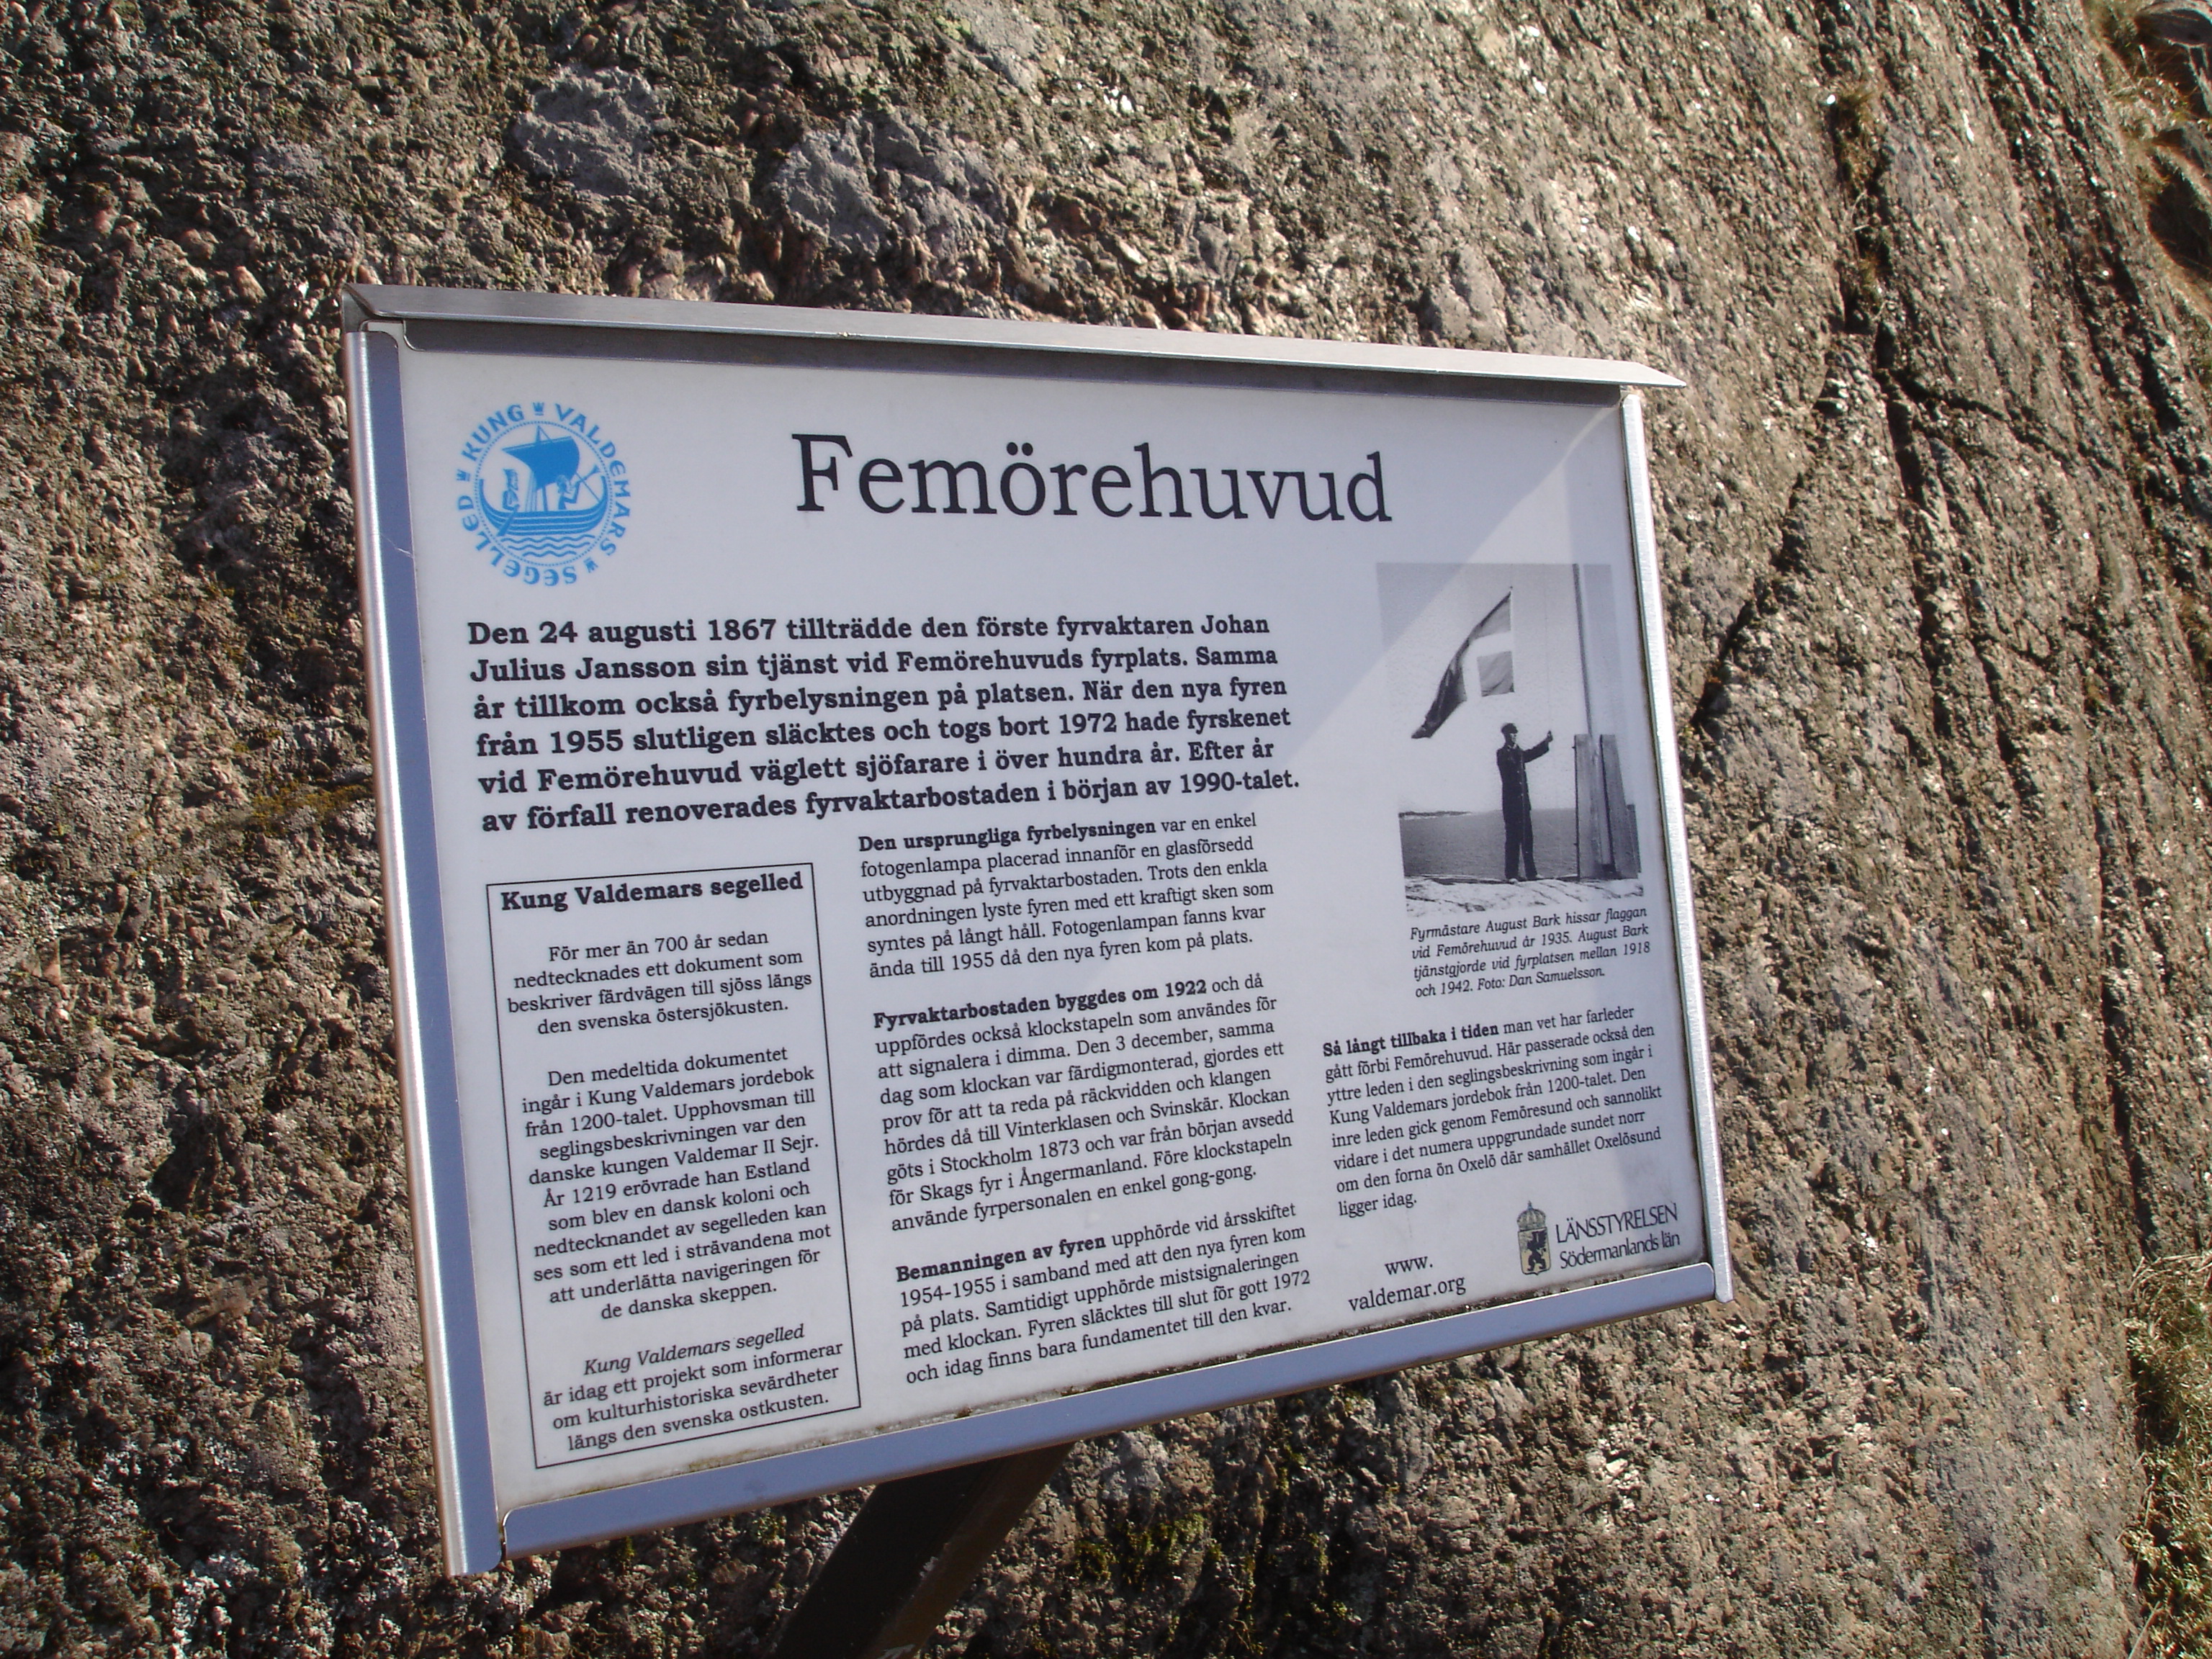 KUNG VALDEMARS SEGELLED
Femörehuvud
Den 24 augusti 1867 tillträdde den förste fyrvaktaren Johan
Julius Jansson sin tjänst vid Femörehuvuds fyrplats. Samma
år tillkom också fyrbelysningen på platsen. När den nya fyren
från 1955 slutligen släcktes och togs bort 1972 hade fyrskenet
vid Femörehuvud väglett sjöfarare i över hundra år. Efter år
av förfall renoverades fyrvaktarbostaden i början av 1990-talet.
Kung Valdemars segelled
För mer än 700 år sedan
nedtecknades ett dokument som
beskriver färdvägen till sjöss längs
den svenska östersjökusten.
Den medeltida dokumentet
ingår i Kung Valdemars jordebok
från 1200-talet. Upphovsman till
seglingsbeskrivningen var den
danske kungen Valdemar II Sejr.
År 1219 erövrade han Estland
som blev en dansk koloni och
nedtecknandet av segelleden kan
ses som ett led i strävandena mot
att underlätta navigeringen för
de danska skeppen.
Kung Valdemars segelled
är idag ett projekt som informerar
om kulturhistoriska sevärdheter
längs den svenska ostkusten.
Den ursprungliga fyrbelysningen var en enkel
fotogenlampa placerad innanför en glasförsedd
utbyggnad på fyrvaktarbostaden. Trots den enkla
anordningen lyste fyren med ett kraftigt sken som
syntes på långt håll. Fotogenlampan fanns kvar
ända till 1955 då den nya fyren kom på plats.
Fyrvaktarbostaden byggdes om 1922 och då
uppfördes också klockstapeln som användes för
att signalera i dimma. Den 3 december, samma
dag som klockan var färdigmonterad, gjordes ett
prov för att ta reda på räckvidden och klangen
hördes då till Vinterklasen och Svinskär. Klockan
göts i Stockholm 1873 och var från början avsedd
för Skags fyr i Ångermanland. Före klockstapeln
använde fyrpersonalen en enkel gong-gong.
Bemanningen av fyren upphörde vid årsskiftet
1954-1955 i samband med att den nya fyren kom
på plats. Samtidigt upphörde mistsignaleringen
med klockan. Fyren släcktes till slut för gott 1972
och idag finns bara fundamentet till den kvar.
Fyrmästare August Bark hissar flaggan
vid Femörehuvud år 1935. August Bark
tjänstgjorde vid fyrplatsen mellan 1918
och 1942. Foto: Dan Samuelsson.
Så långt tillbaka i tiden man vet har farleder
gått förbi Femörehuvud. Här passerade också den
yttre leden i den seglingsbeskrivning som ingår i
Kung Valdemars jordebok från 1200-talet. Den
inre leden gick genom Femöresund och sannolikt
vidare i det numera uppgrundade sundet norr
om den forna ön Oxelö där samhället Oxelösund
ligger idag.
www.
valdemar.org
LÄNSSTYRELSEN
Södermanlands län